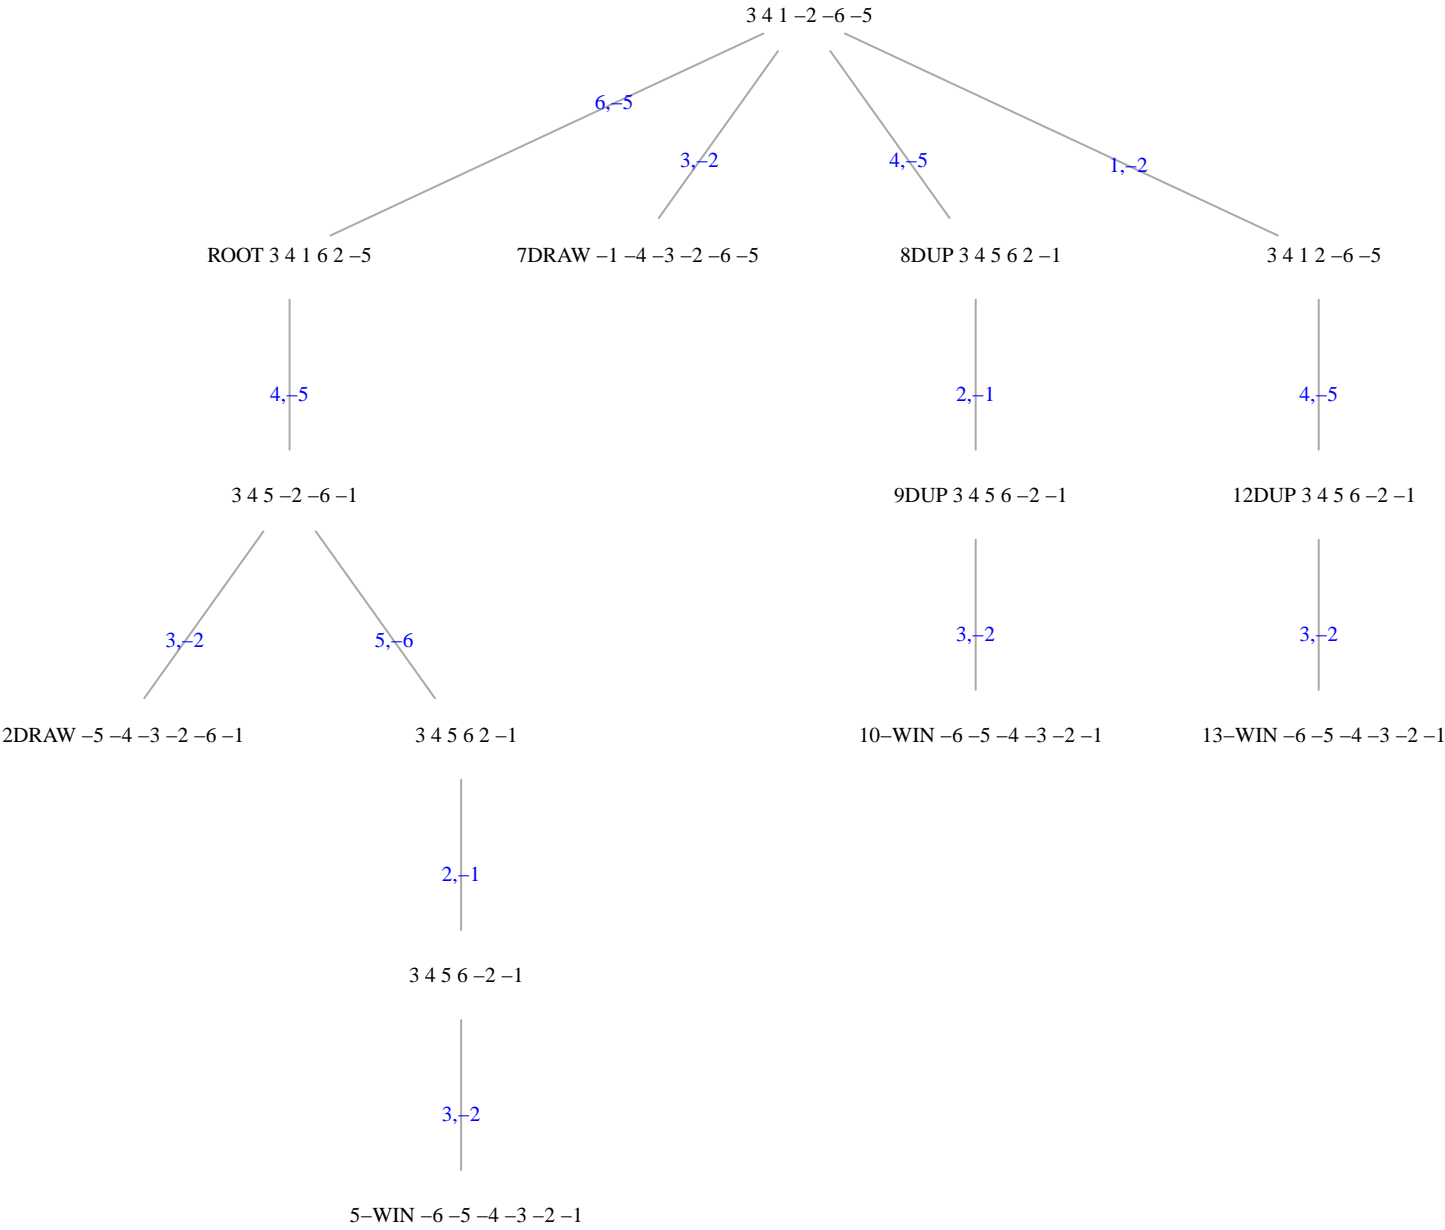 3 4 1 –2 –6 –5
6,–5
3,–2
4,–5
1,–2
ROOT 3 4 1 6 2 –5
7DRAW –1 –4 –3 –2 –6 –5
8DUP 3 4 5 6 2 –1
3 4 1 2 –6 –5
4,–5
2,–1
4,–5
3 4 5 –2 –6 –1
9DUP 3 4 5 6 –2 –1
12DUP 3 4 5 6 –2 –1
3,–2
5,–6
3,–2
3,–2
2DRAW –5 –4 –3 –2 –6 –1
3 4 5 6 2 –1
10–WIN –6 –5 –4 –3 –2 –1
13–WIN –6 –5 –4 –3 –2 –1
2,–1
3 4 5 6 –2 –1
3,–2
5–WIN –6 –5 –4 –3 –2 –1